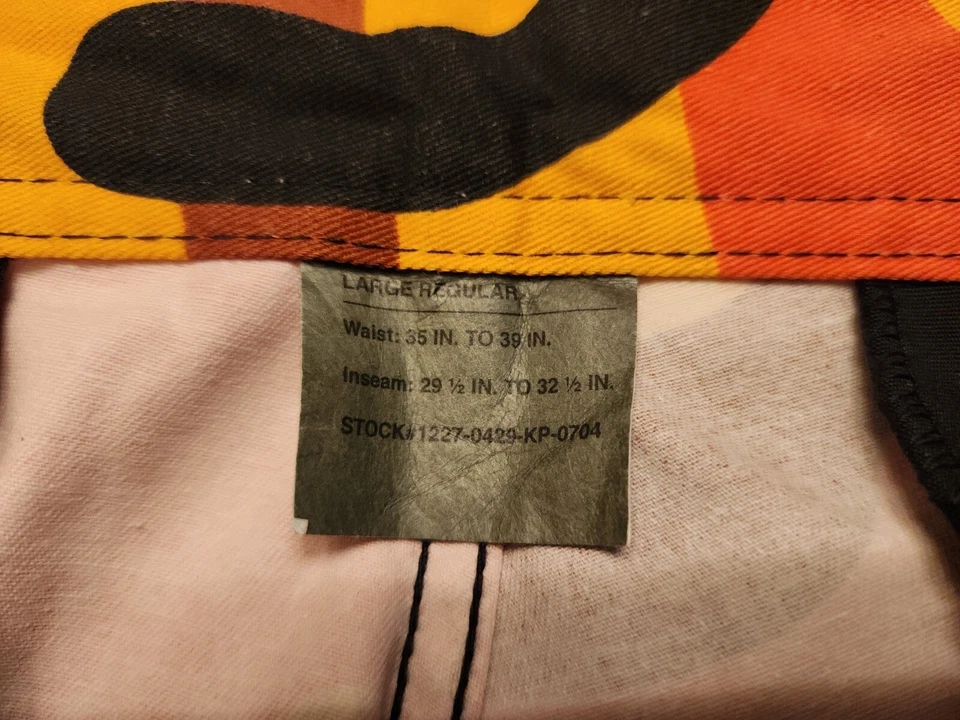 LARGE REGULAR
Waist: 35 IN. TO 39 IN.
Inseam: 29 ½ IN. TO 32 ½ IN.
STOCK#1227-0429-KP-0704